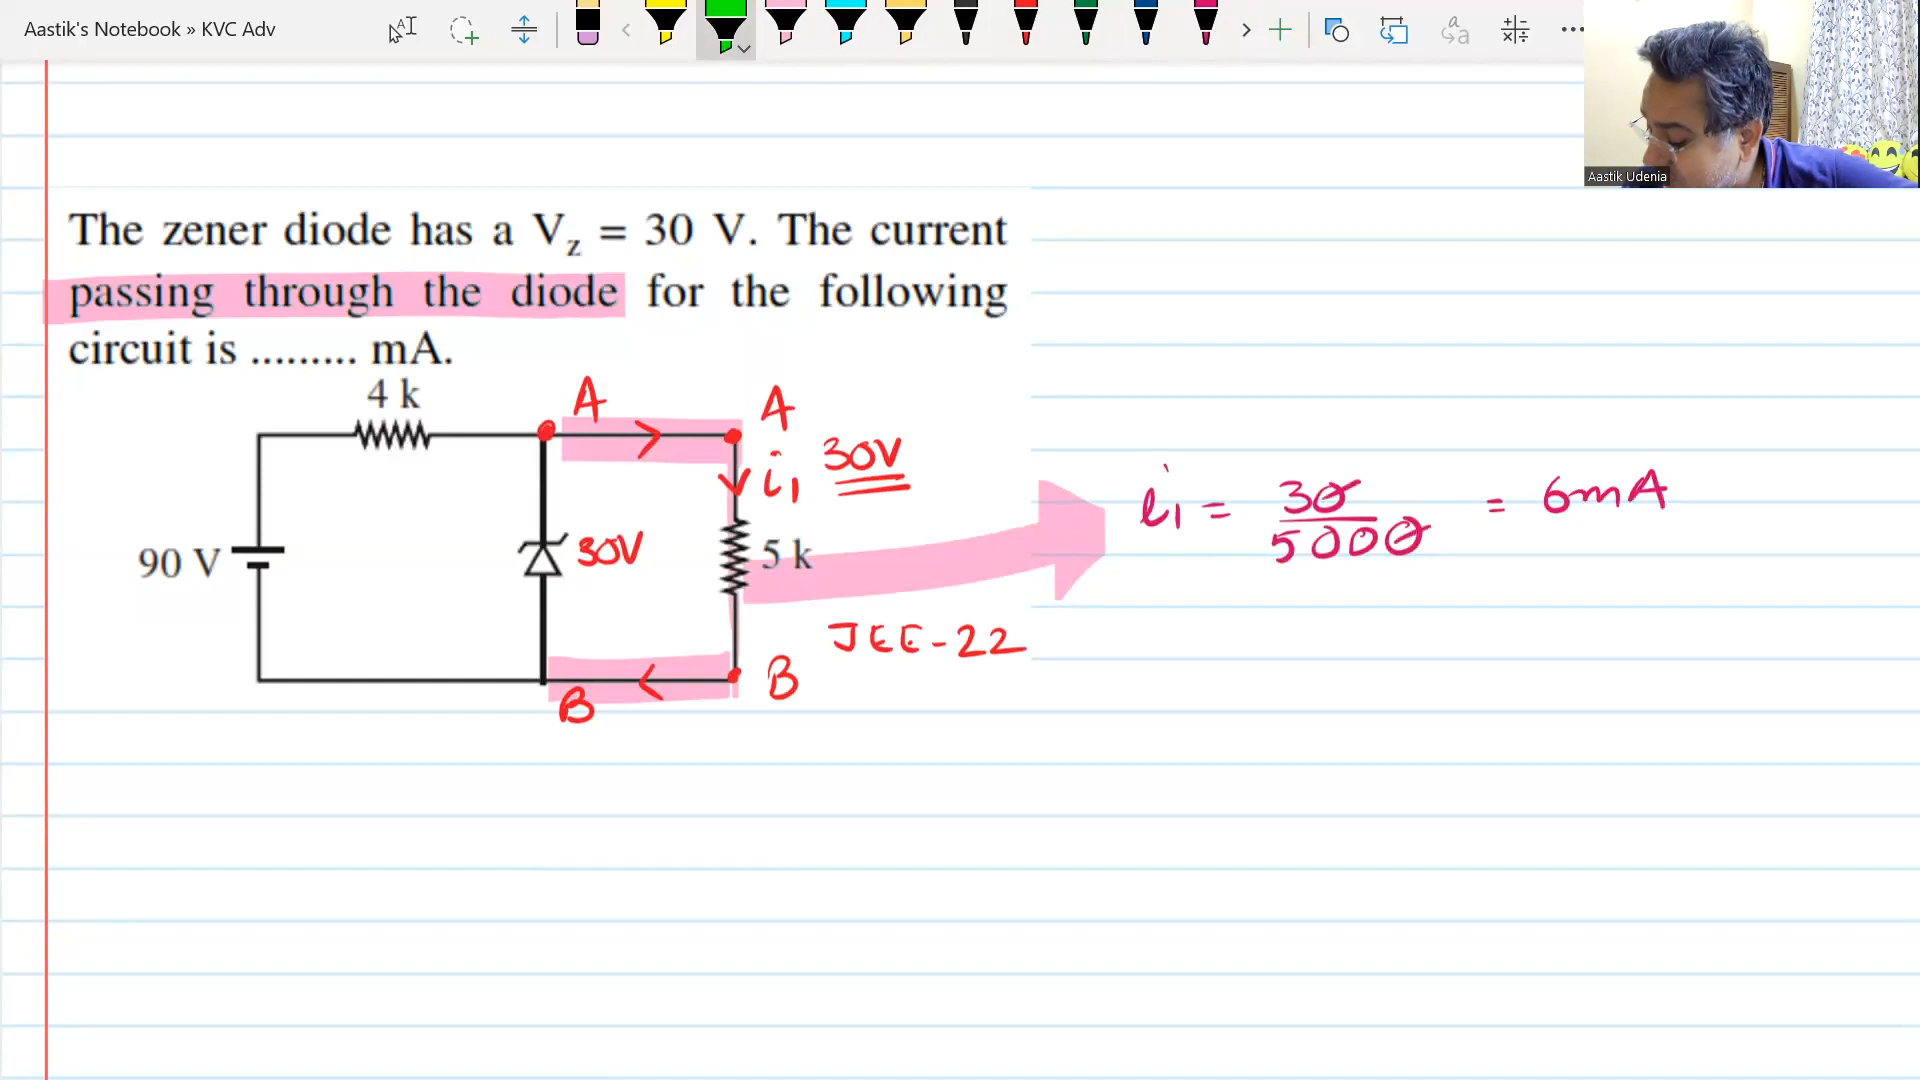 Aastik's Notebook » KVC Adv
Aastik Udenia
The zener diode has a Vz = 30 V. The current
passing through the diode for the following
circuit is ......... mA.
4 k
A
A
30V
i1
90 V
30V
5 k
i1 = 30/5000 = 6mA
JEE-22
B
B